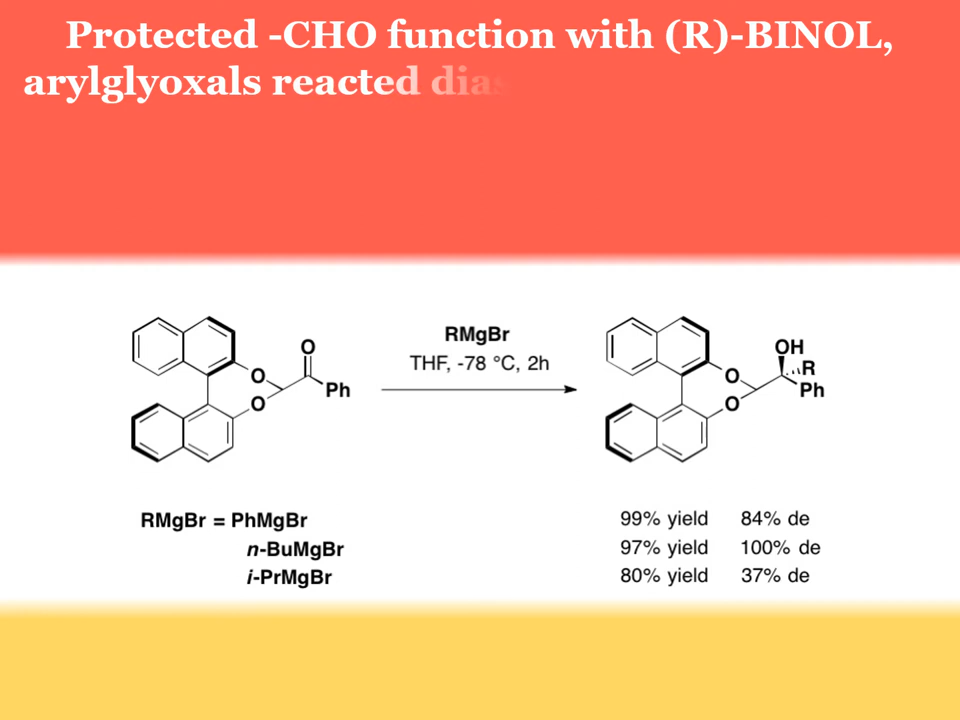 Protected -CHO function with (R)-BINOL,
arylglyoxals reacted
O
O
O
Ph
RMgBr
THF, -78 °C, 2h
O
O
OH
R
Ph
RMgBr = PhMgBr
n-BuMgBr
i-PrMgBr
99% yield 84% de
97% yield 100% de
80% yield 37% de